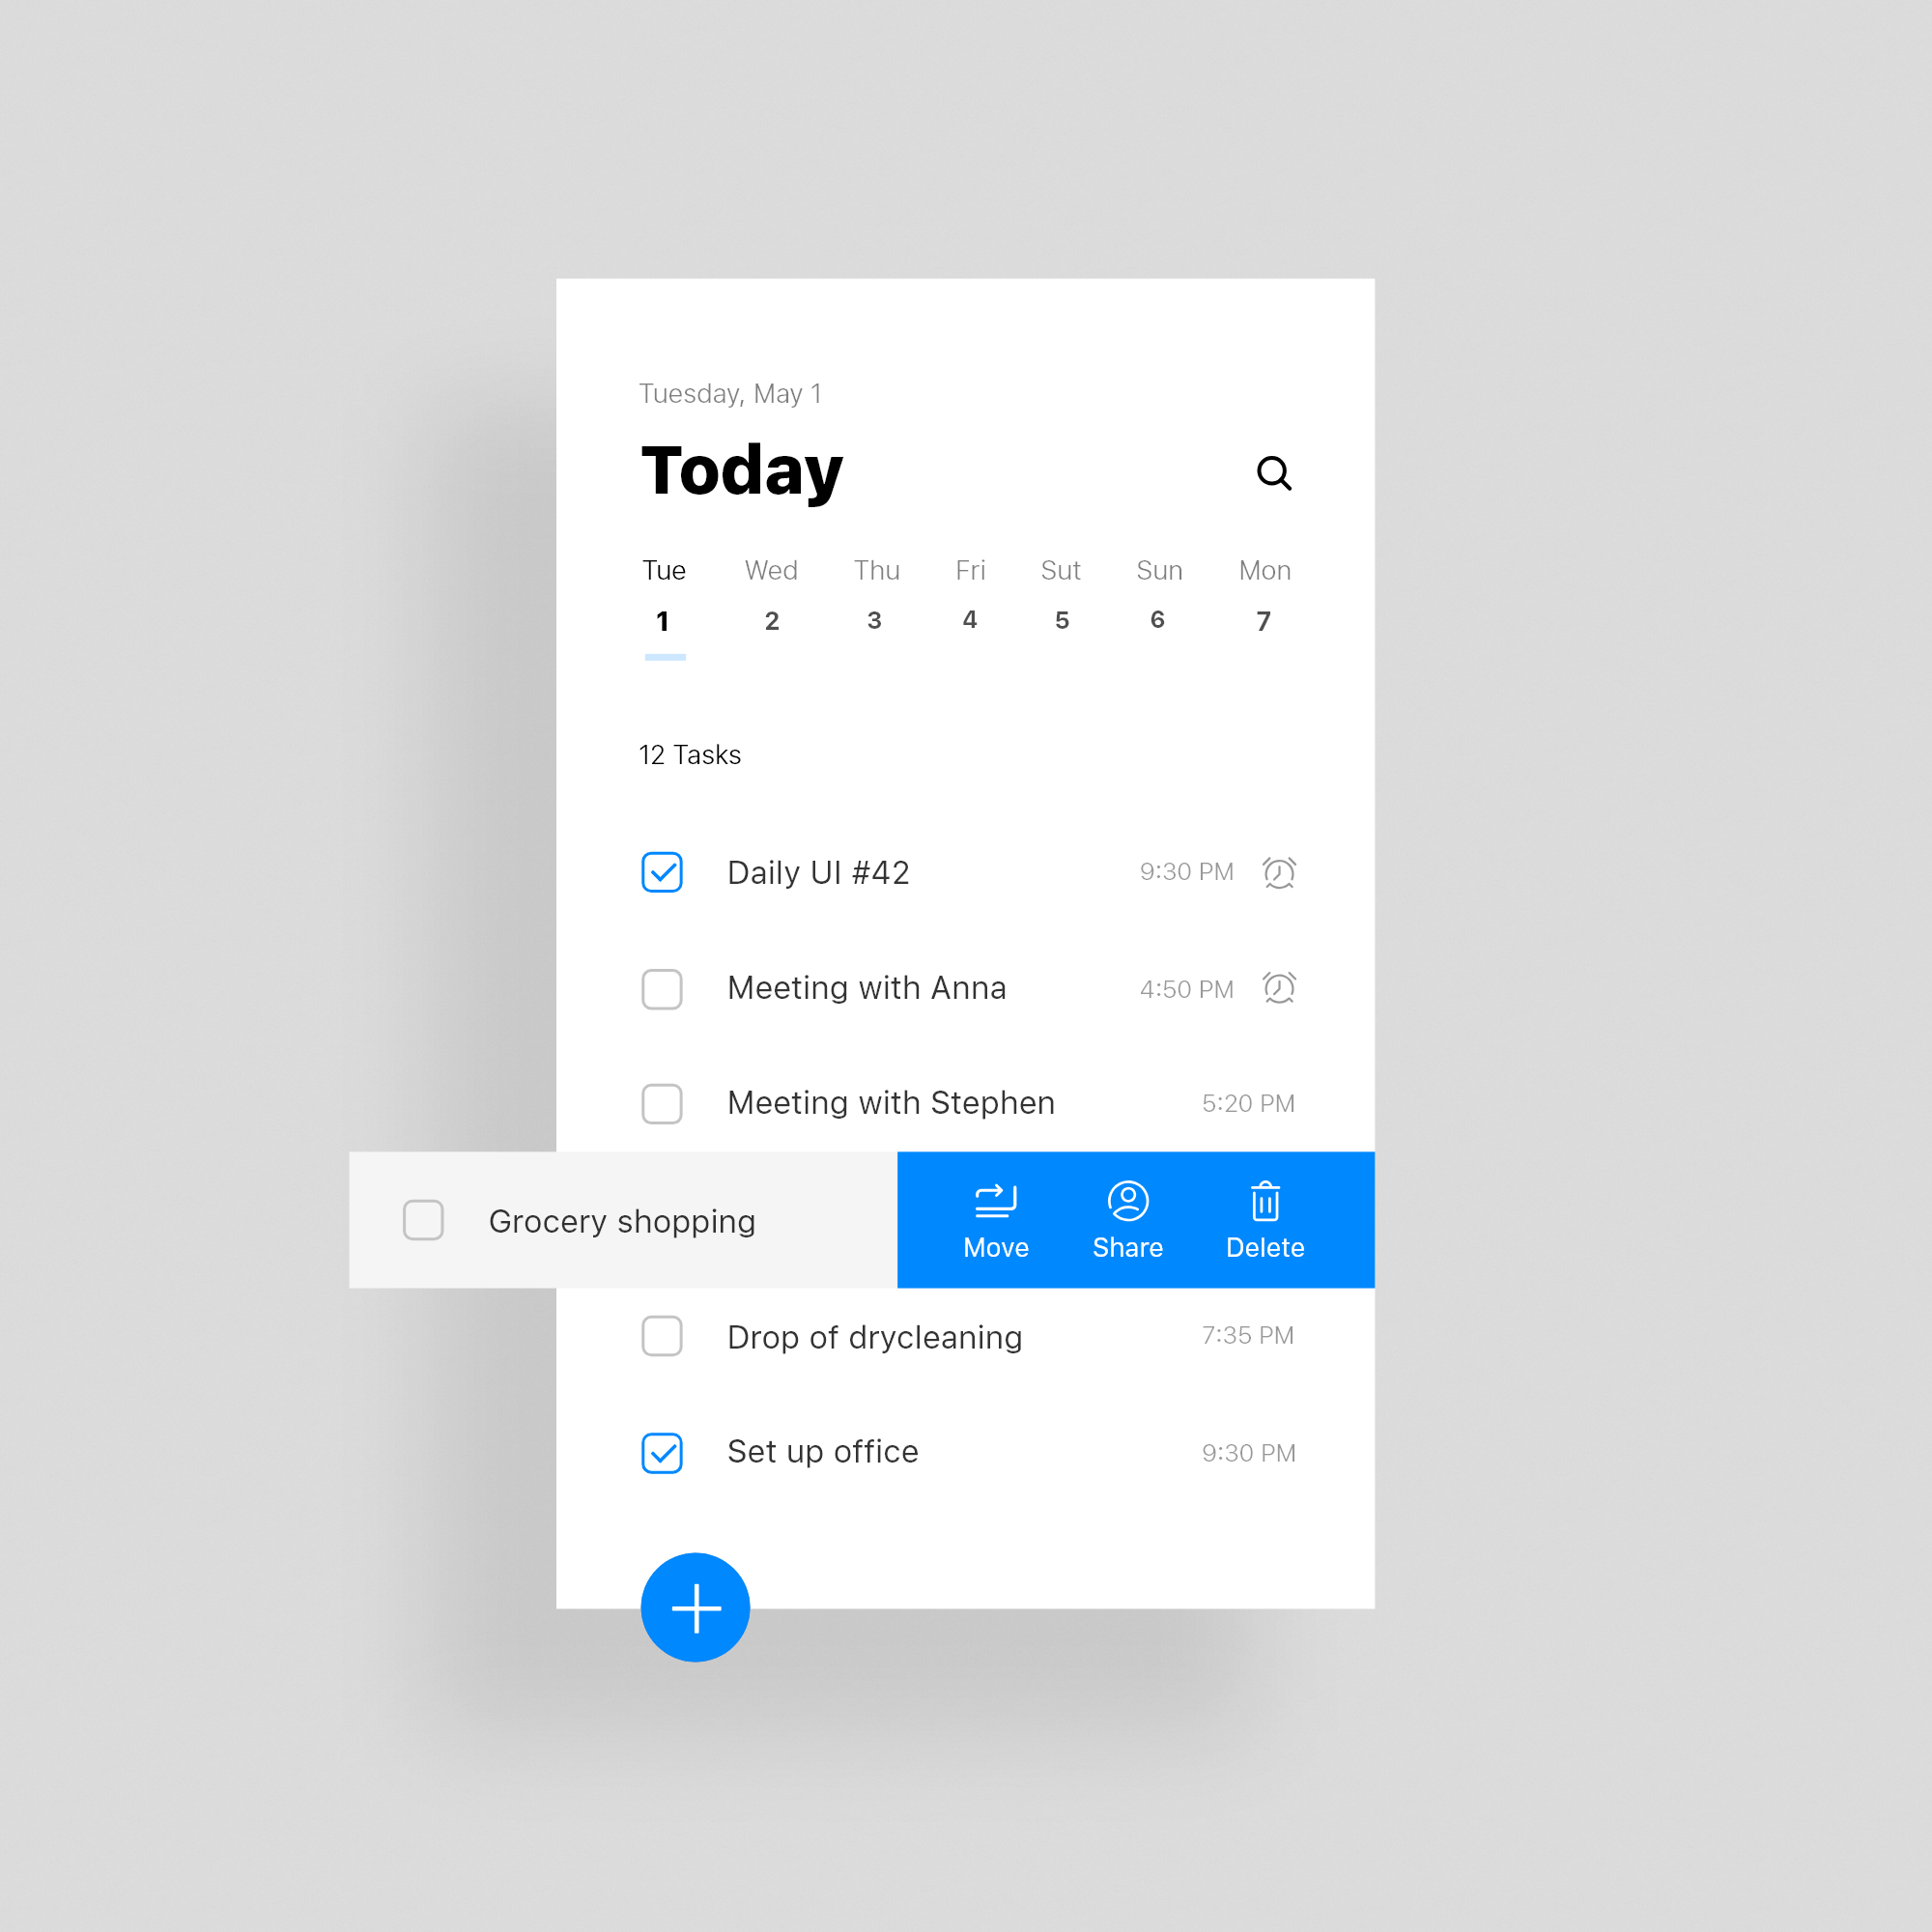 Tuesday, May 1
Today
Tue Wed Thu Fri Sut Sun Mon
1 2 3 4 5 6 7
12 Tasks
Daily UI #42 9:30 PM
Meeting with Anna 4:50 PM
Meeting with Stephen 5:20 PM
Grocery shopping Move Share Delete
Drop of drycleaning 7:35 PM
Set up office 9:30 PM